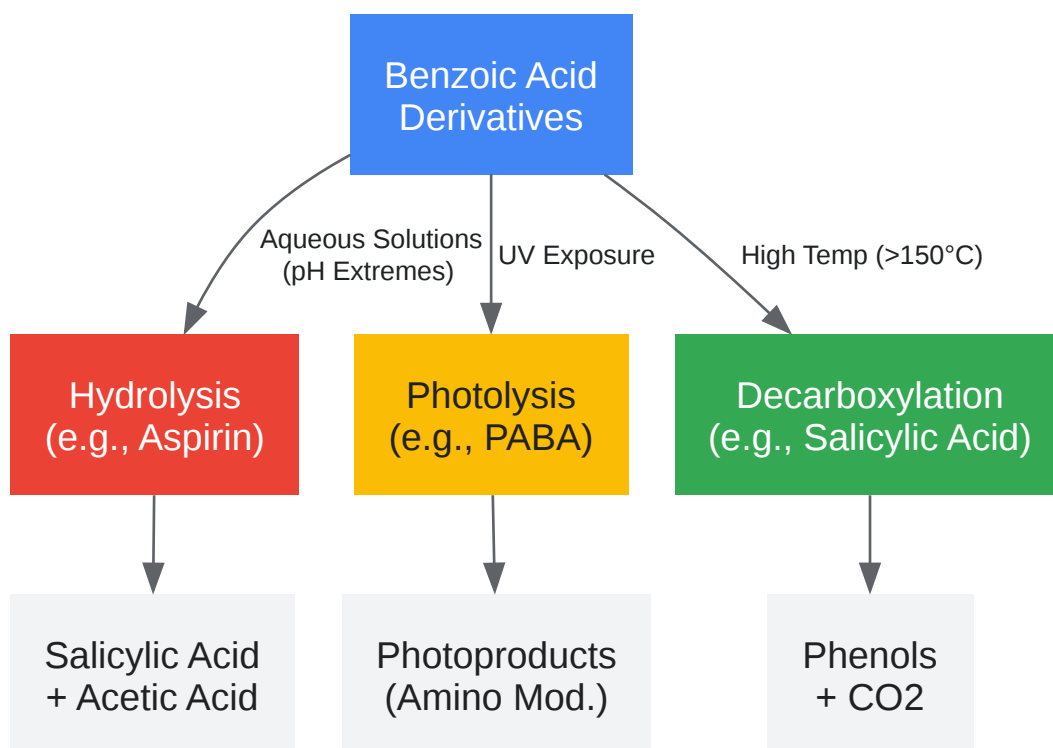 Benzoic Acid
Derivatives
Aqueous Solutions
(pH Extremes)
UV Exposure
High Temp (>150°C)
Hydrolysis
(e.g., Aspirin)
Photolysis
(e.g., PABA)
Decarboxylation
(e.g., Salicylic Acid)
Salicylic Acid
+ Acetic Acid
Photoproducts
(Amino Mod.)
Phenols
+ CO2